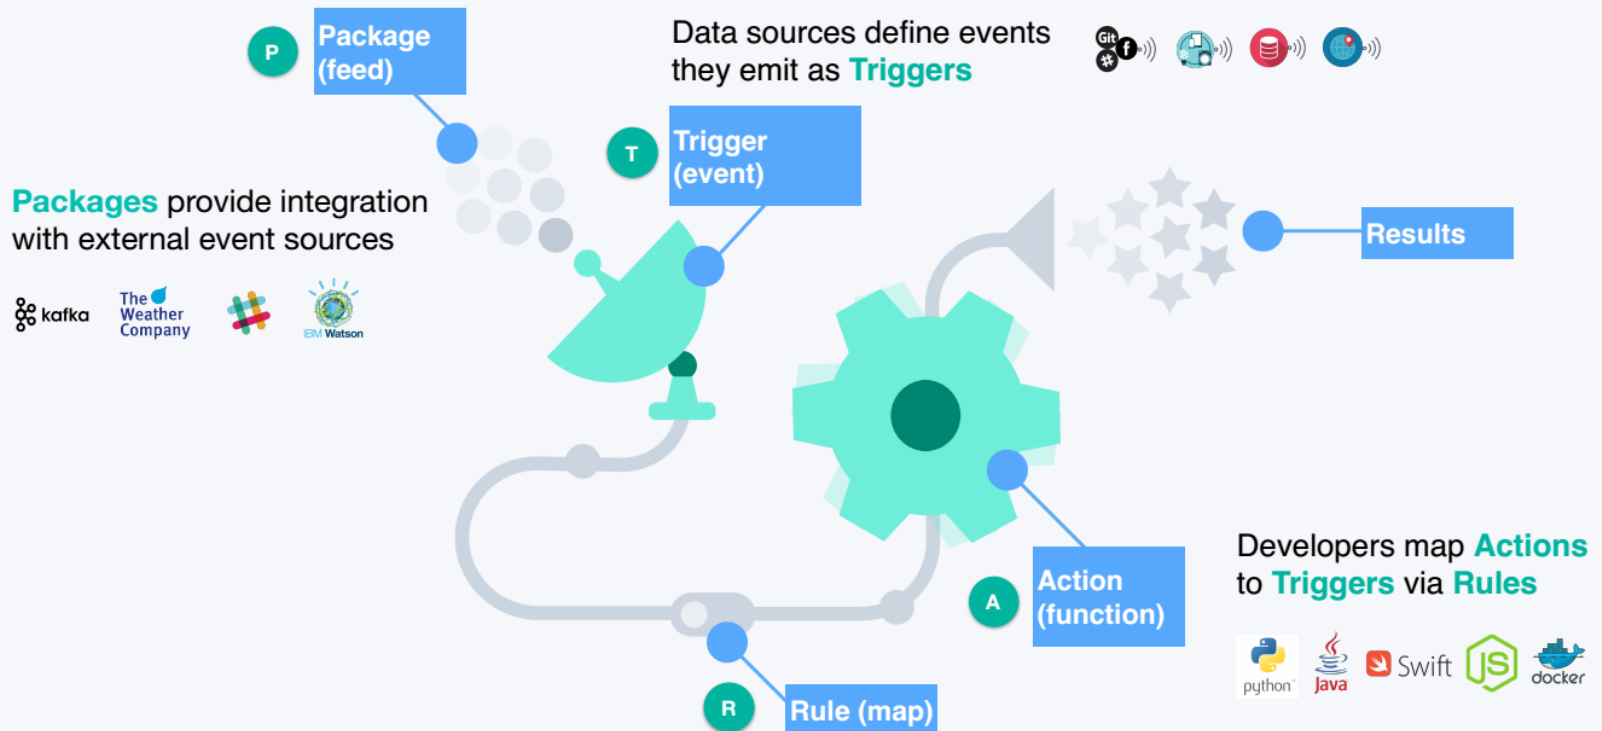 P
Package
(feed)
Data sources define events
they emit as Triggers
Git
f
#
T
Trigger
(event)
Packages provide integration
with external event sources
kafka
The
Weather
Company
IBM Watson
Results
A
Action
(function)
Developers map Actions
to Triggers via Rules
python
Java
Swift
JS
docker
R
Rule (map)